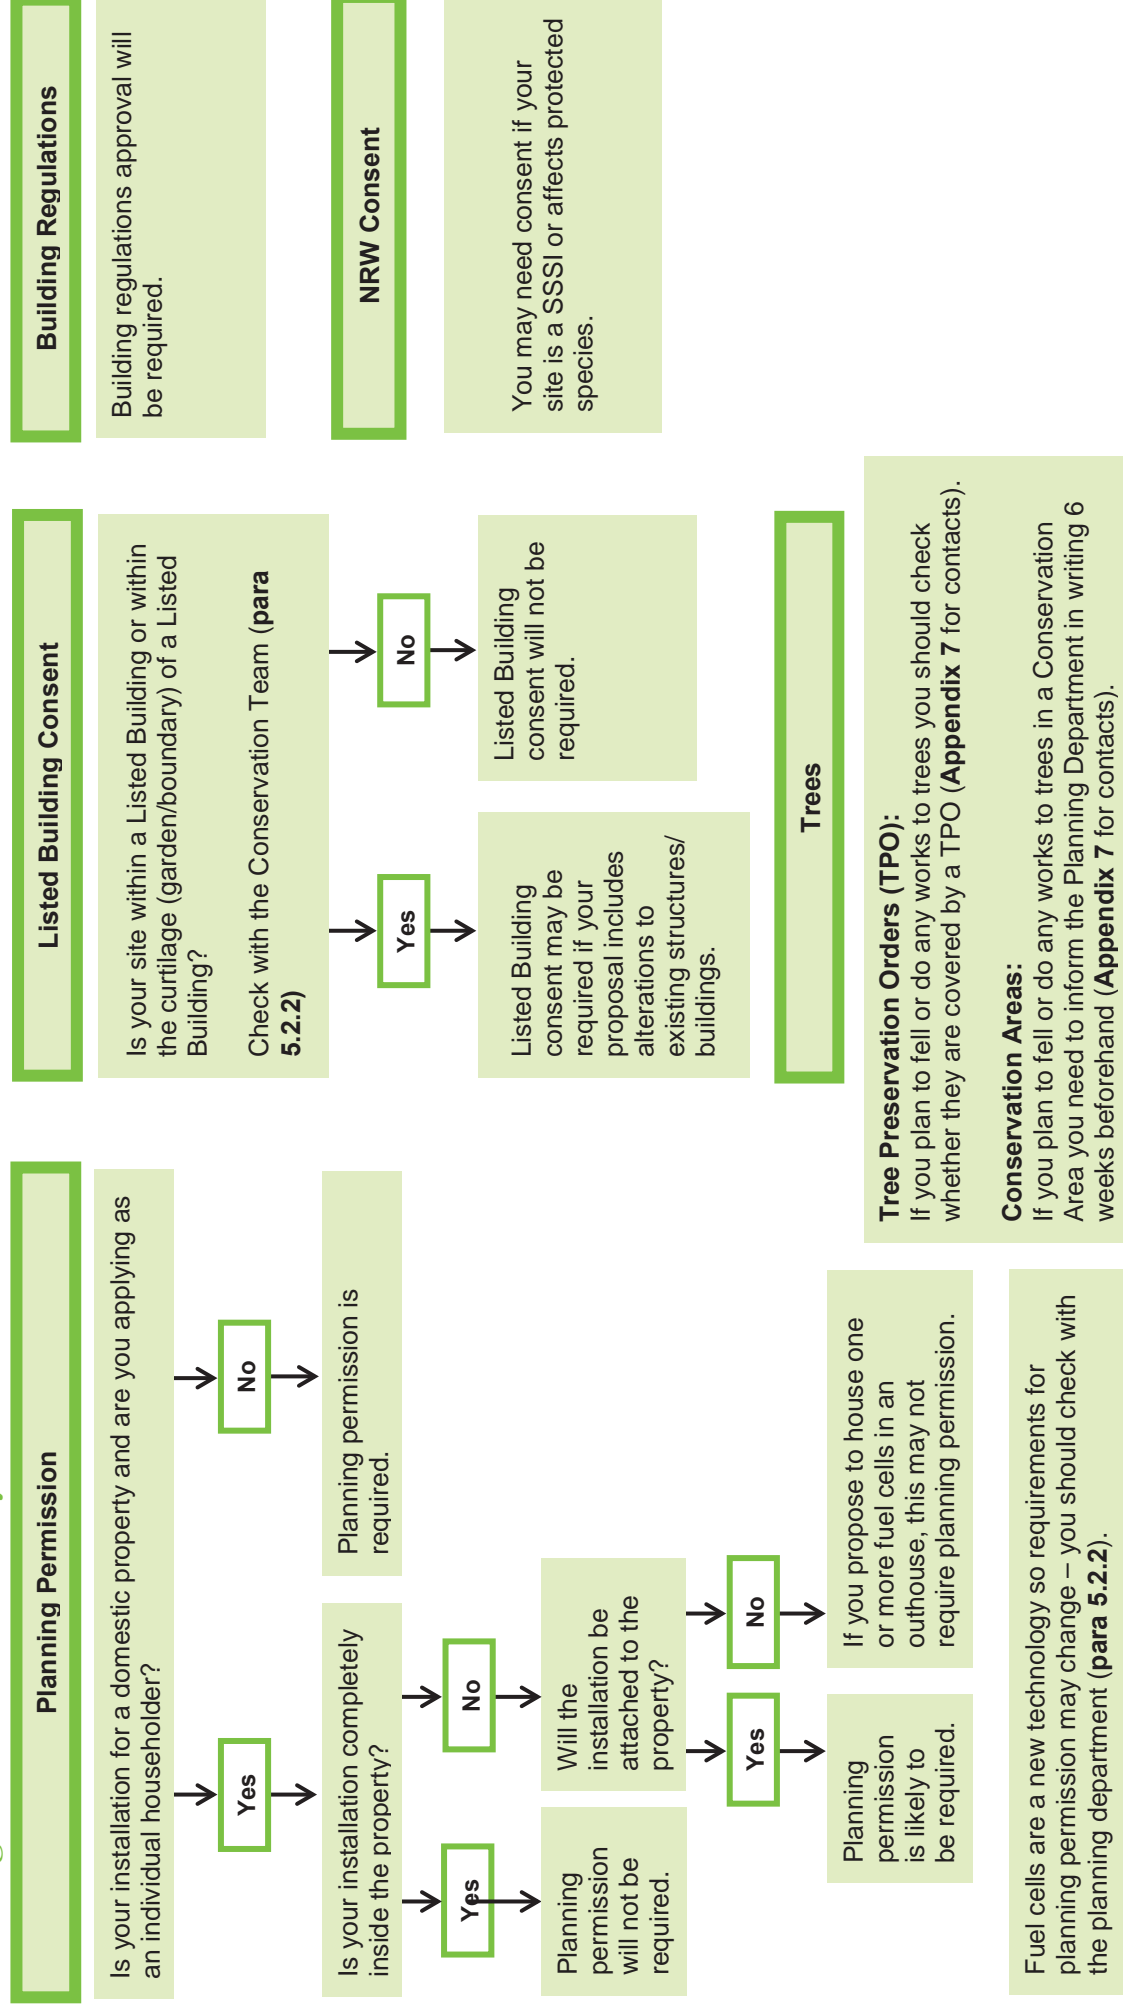 Planning Permission
Is your installation for a domestic property and are you applying as
an individual householder?
Yes
No
Is your installation completely
inside the property?
Planning permission is
required.
Yes
No
Planning
permission
will not be
required.
Will the
installation be
attached to the
property?
Yes
No
Planning
permission
is likely to
be required.
If you propose to house one
or more fuel cells in an
outhouse, this may not
require planning permission.
Fuel cells are a new technology so requirements for
planning permission may change – you should check with
the planning department (para 5.2.2).
Listed Building Consent
Is your site within a Listed Building or within
the curtilage (garden/boundary) of a Listed
Building?
Check with the Conservation Team (para
5.2.2)
Yes
No
Listed Building
consent may be
required if your
proposal includes
alterations to
existing structures/
buildings.
Listed Building
consent will not be
required.
Trees
Tree Preservation Orders (TPO):
If you plan to fell or do any works to trees you should check
whether they are covered by a TPO (Appendix 7 for contacts).
Conservation Areas:
If you plan to fell or do any works to trees in a Conservation
Area you need to inform the Planning Department in writing 6
weeks beforehand (Appendix 7 for contacts).
Building Regulations
Building regulations approval will
be required.
NRW Consent
You may need consent if your
site is a SSSI or affects protected
species.